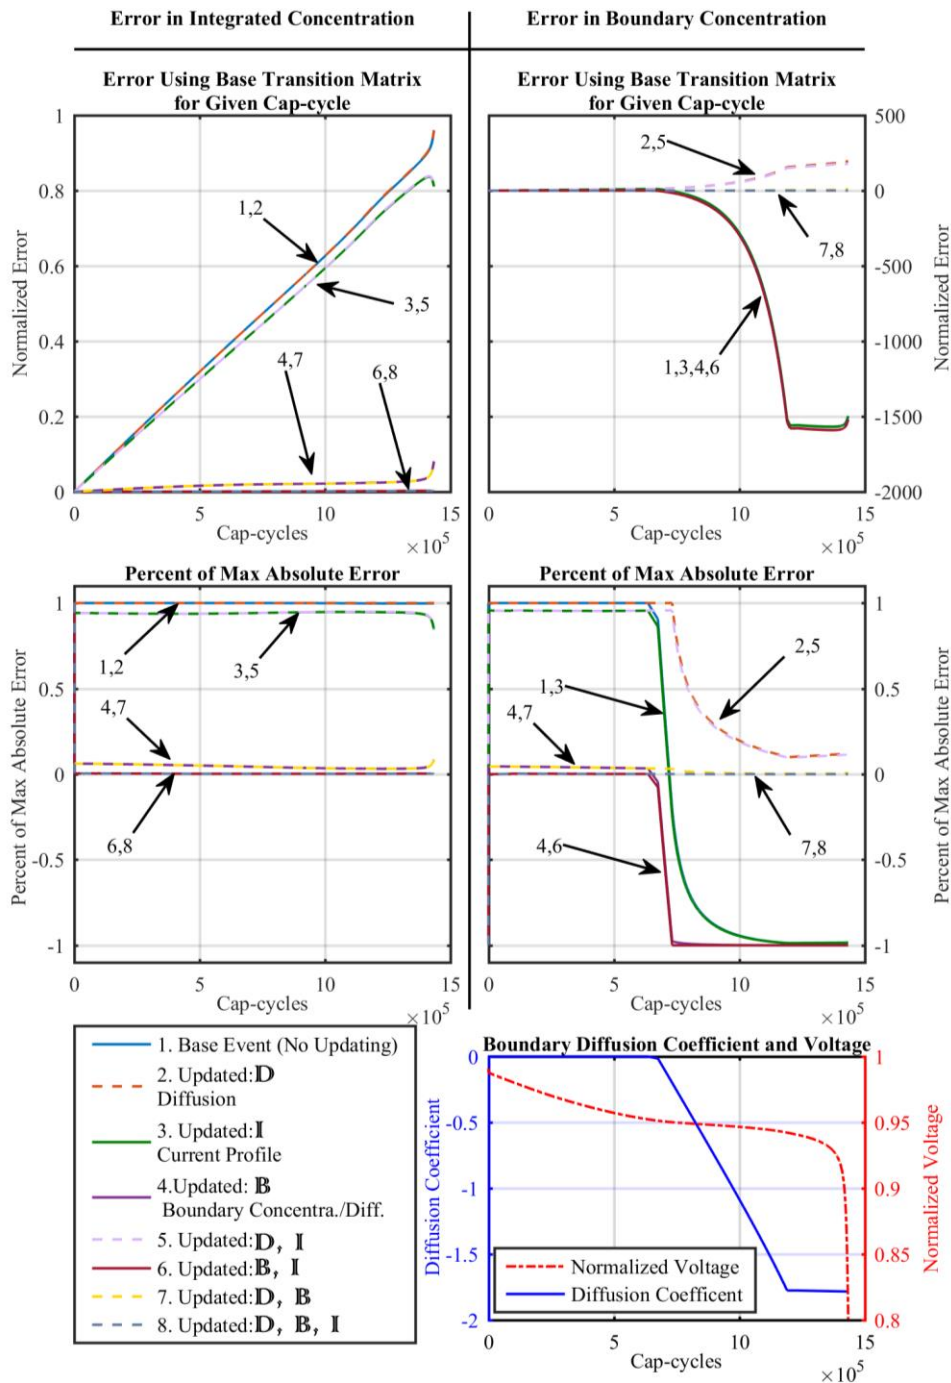 Error in Integrated Concentration
Error in Boundary Concentration
Error Using Base Transition Matrix
for Given Cap-cycle
Normalized Error
1
0.8
0.6
0.4
0.2
0
1,2
3,5
4,7
6,8
0
5
10
15
Cap-cycles
×10⁵
Error Using Base Transition Matrix
for Given Cap-cycle
500
0
-500
-1000
-1500
-2000
Normalized Error
2,5
7,8
1,3,4,6
0
5
10
15
Cap-cycles
×10⁵
Percent of Max Absolute Error
Percent of Max Absolute Error
1
0.5
0
-0.5
-1
1,2
3,5
4,7
6,8
0
5
10
15
Cap-cycles
×10⁵
Percent of Max Absolute Error
1
0.5
0
-0.5
-1
Percent of Max Absolute Error
2,5
1,3
4,7
4,6
7,8
0
5
10
15
Cap-cycles
×10⁵
1. Base Event (No Updating)
2. Updated:𝔻
Diffusion
3. Updated:𝕀
Current Profile
4.Updated: 𝔹
Boundary Concentra./Diff.
5. Updated:𝔻, 𝕀
6. Updated:𝔹, 𝕀
7. Updated:𝔻, 𝔹
8. Updated:𝔻, 𝔹, 𝕀
Boundary Diffusion Coefficient and Voltage
Diffusion Coefficient
0
-0.5
-1
-1.5
-2
1
0.95
0.9
0.85
0.8
Normalized Voltage
Normalized Voltage
Diffusion Coefficent
0
5
10
15
Cap-cycles
×10⁵